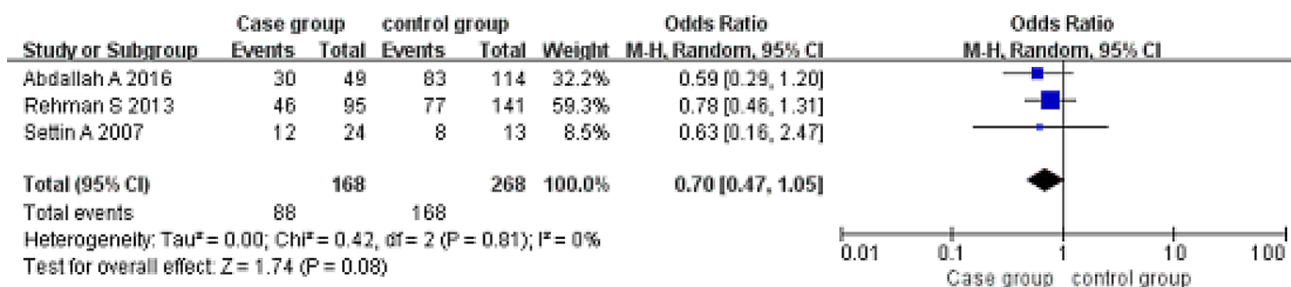 Case group control group Odds Ratio Odds Ratio
Study or Subgroup Events Total Events Total Weight M-H, Random, 95% CI M-H, Random, 95% CI
Abdallah A 2016 30 49 83 114 32.2% 0.59 [0.29, 1.20]
Rehman S 2013 46 95 77 141 59.3% 0.78 [0.46, 1.31]
Settin A 2007 12 24 8 13 8.5% 0.63 [0.16, 2.47]
Total (95% CI) 168 268 100.0% 0.70 [0.47, 1.05]
Total events 88 168
Heterogeneity: Tau² = 0.00; Chi² = 0.42, df = 2 (P = 0.81); I² = 0%
Test for overall effect: Z = 1.74 (P = 0.08)
0.01 0.1 1 10 100
Case group control group